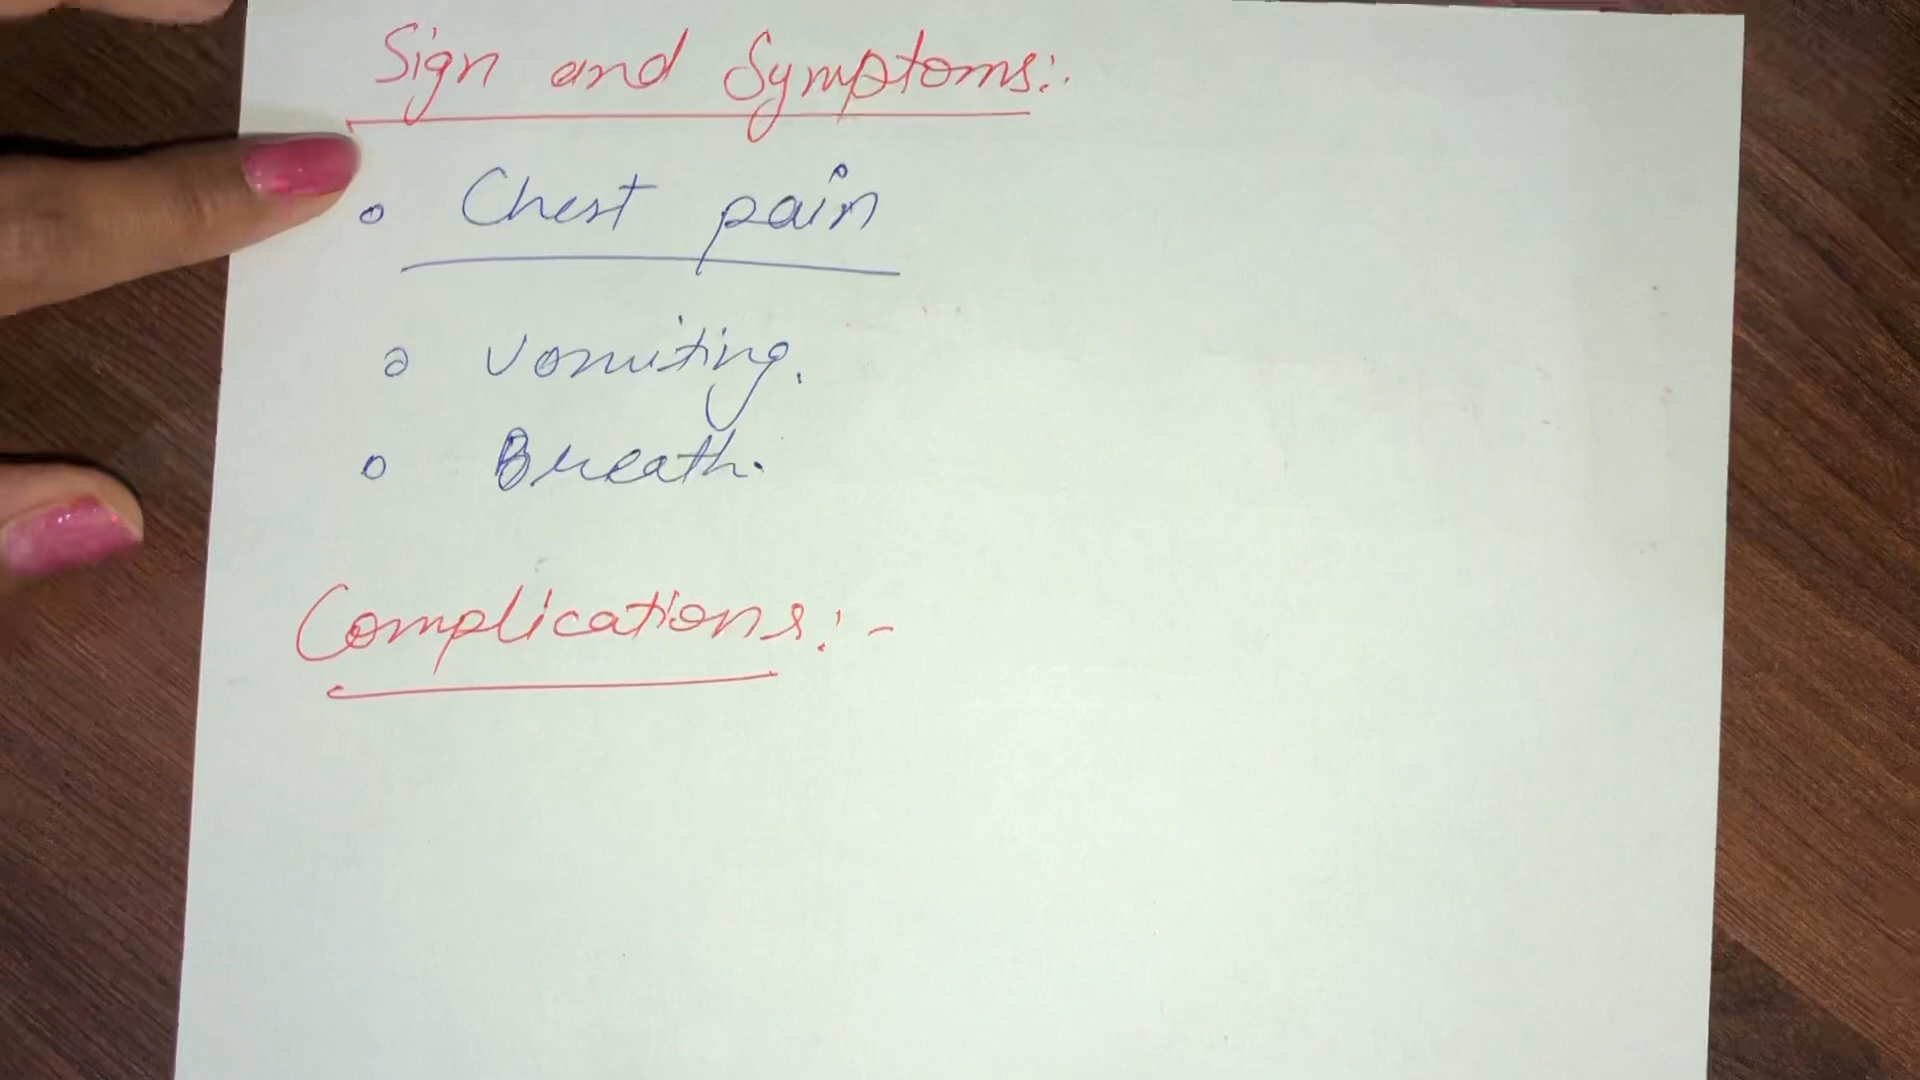 Sign and Symptoms:.
o Chest pain
o Vomiting.
o Breath.
Complications:-